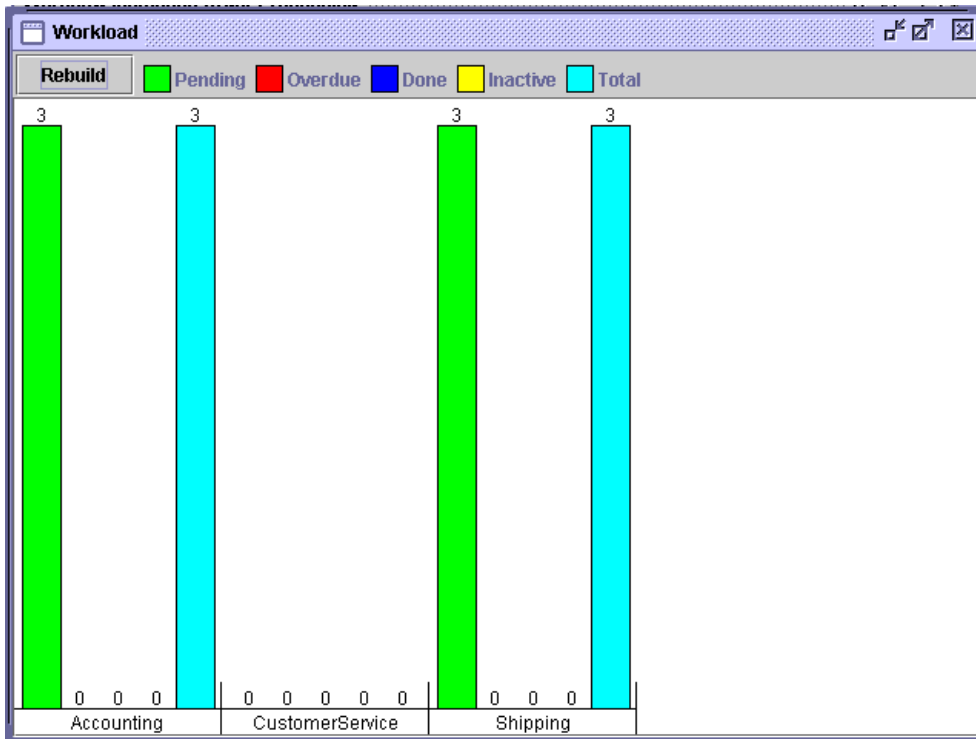 Workload
Rebuild Pending Overdue Done Inactive Total
3 3 3 3
0 0 0 0 0 0 0 0 0 0 0
Accounting CustomerService Shipping